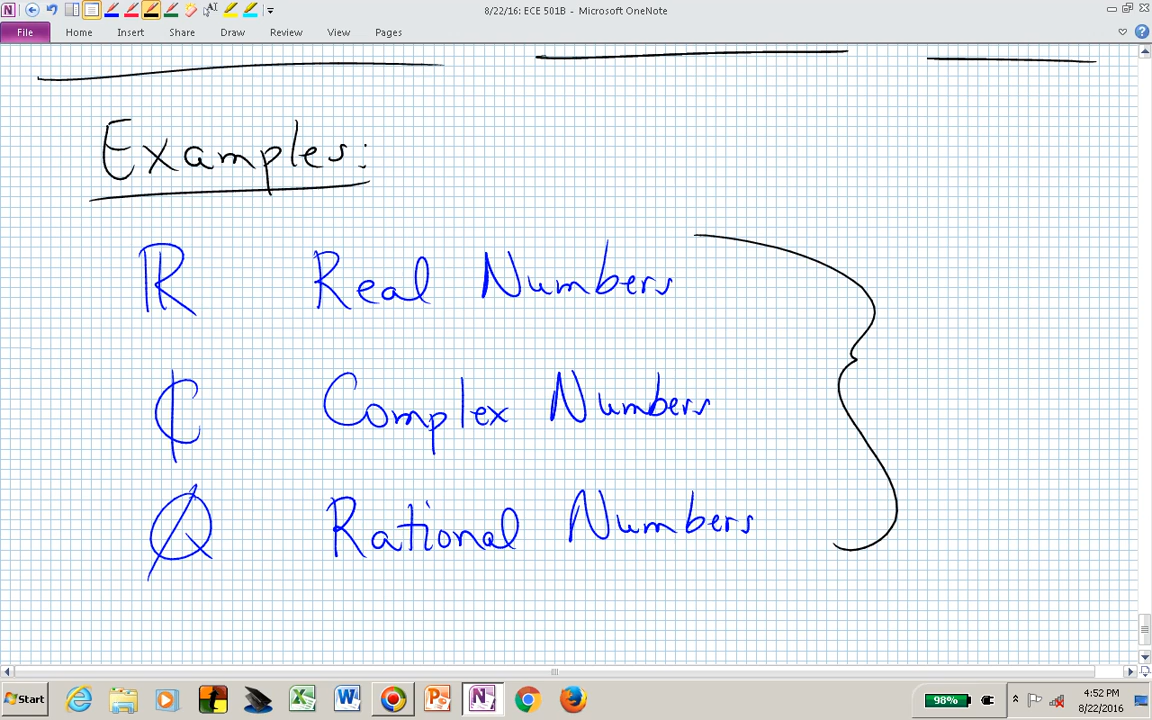 8/22/16: ECE 501B - Microsoft OneNote
File Home Insert Share Draw Review View Pages
Examples:
ℝ Real Numbers
ℂ Complex Numbers
ℚ Rational Numbers
Start
98%
4:52 PM
8/22/2016